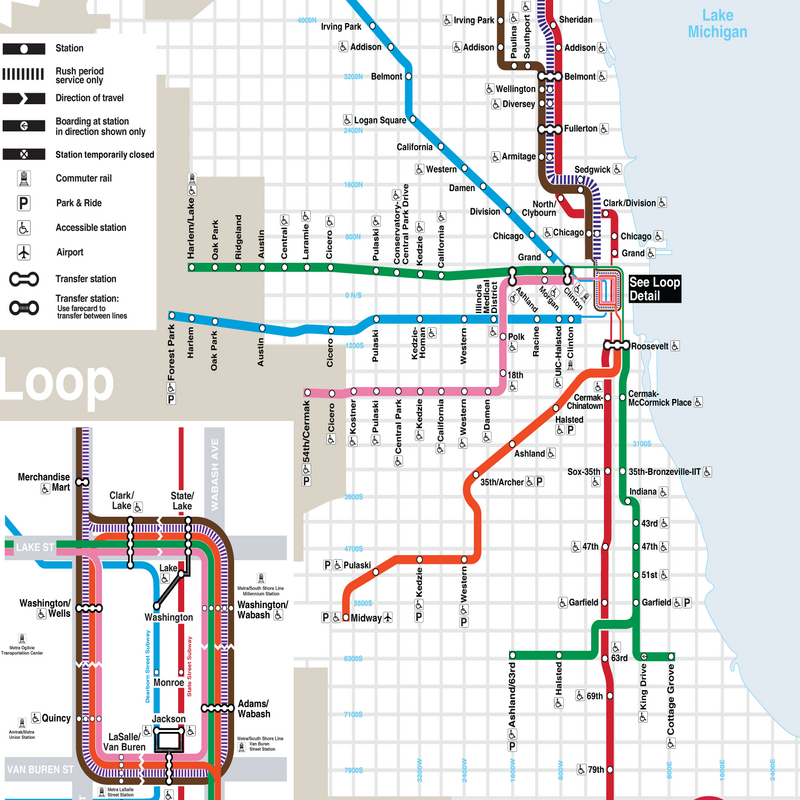 4000N
Irving Park
Addison
Belmont
3200N
Logan Square
2400N
California
Western
1600N
Damen
Division
800N
Chicago
Grand
Irving Park
Addison
Paulina
Southport
Sheridan
Addison
Belmont
Wellington
Diversey
Fullerton
Armitage
Sedgwick
North/
Clybourn
Clark/Division
Chicago
Chicago
Grand
Lake
Michigan
Station
Rush period
service only
Direction of travel
Boarding at station
in direction shown only
Station temporarily closed
Commuter rail
P
Park & Ride
Accessible station
Airport
Transfer station
Transfer station:
Use farecard to
transfer between lines
Harlem/Lake
Oak Park
Ridgeland
Austin
Central
Laramie
Cicero
Pulaski
Conservatory-
Central Park Drive
Kedzie
California
Ashland
Morgan
Clinton
See Loop
Detail
0 N/S
Forest Park
P
Harlem
Oak Park
Austin
Cicero
Pulaski
Kedzie-
Homan
Western
Illinois
Medical
District
Racine
UIC-Halsted
Clinton
1200S
Polk
18th
54th/Cermak
P
Cicero
Kostner
Pulaski
Central Park
Kedzie
California
Western
Damen
Roosevelt
Cermak-
Chinatown
Cermak-
McCormick Place
Halsted
P
Ashland
3100S
35th/Archer
P
Sox-35th
35th-Bronzeville-IIT
Indiana
3900S
43rd
47th
47th
4700S
51st
P
Pulaski
Kedzie
P
Western
P
5500S
P
Midway
Garfield
Garfield
P
6300S
63rd
Ashland/63rd
P
Halsted
King Drive
Cottage Grove
69th
7100S
79th
7900S
3200W
2400W
1600W
800W
800E
1600E
2400E
Loop
Merchandise
Mart
Clark/
Lake
State/
Lake
WABASH AVE
LAKE ST
Lake
Washington/
Wells
Washington
Washington/
Wabash
Metra/South Shore Line
Millennium Station
Metra Ogilvie
Transportation Center
Dearborn Street Subway
State Street Subway
Monroe
Adams/
Wabash
Quincy
Jackson
LaSalle/
Van Buren
Amtrak/Metra
Union Station
Metra/South Shore Line
Van Buren
Street Station
VAN BUREN ST
Metra LaSalle
Street Station